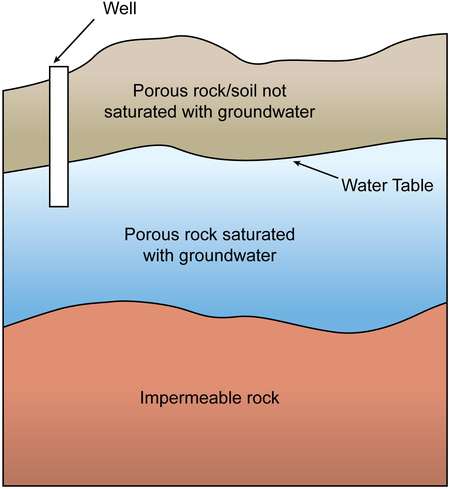 Well
Porous rock/soil not
saturated with groundwater
Water Table
Porous rock saturated
with groundwater
Impermeable rock